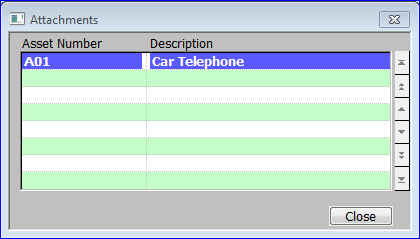 Attachments
Asset Number Description
A01 Car Telephone
Close